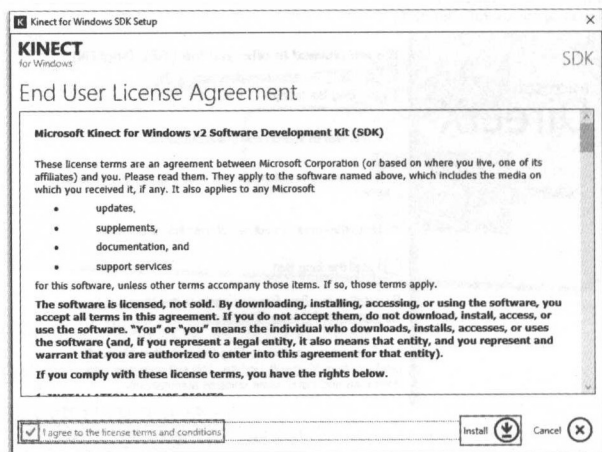 Kinect for Windows SDK Setup
KINECT
for Windows
SDK
End User License Agreement
Microsoft Kinect for Windows v2 Software Development Kit (SDK)
These license terms are an agreement between Microsoft Corporation (or based on where you live, one of its
affiliates) and you. Please read them. They apply to the software named above, which includes the media on
which you received it, if any. It also applies to any Microsoft
• updates,
• supplements,
• documentation, and
• support services
for this software, unless other terms accompany those items. If so, those terms apply.
The software is licensed, not sold. By downloading, installing, accessing, or using the software, you
accept all terms in this agreement. If you do not accept them, do not download, install, access, or
use the software. "You" or "you" means the individual who downloads, installs, accesses, or uses
the software (and, if you represent a legal entity, it also means that entity, and you represent and
warrant that you are authorized to enter into this agreement for that entity).
If you comply with these license terms, you have the rights below.
1. INSTALLATION AND USE RIGHTS
I agree to the license terms and conditions
Install
Cancel